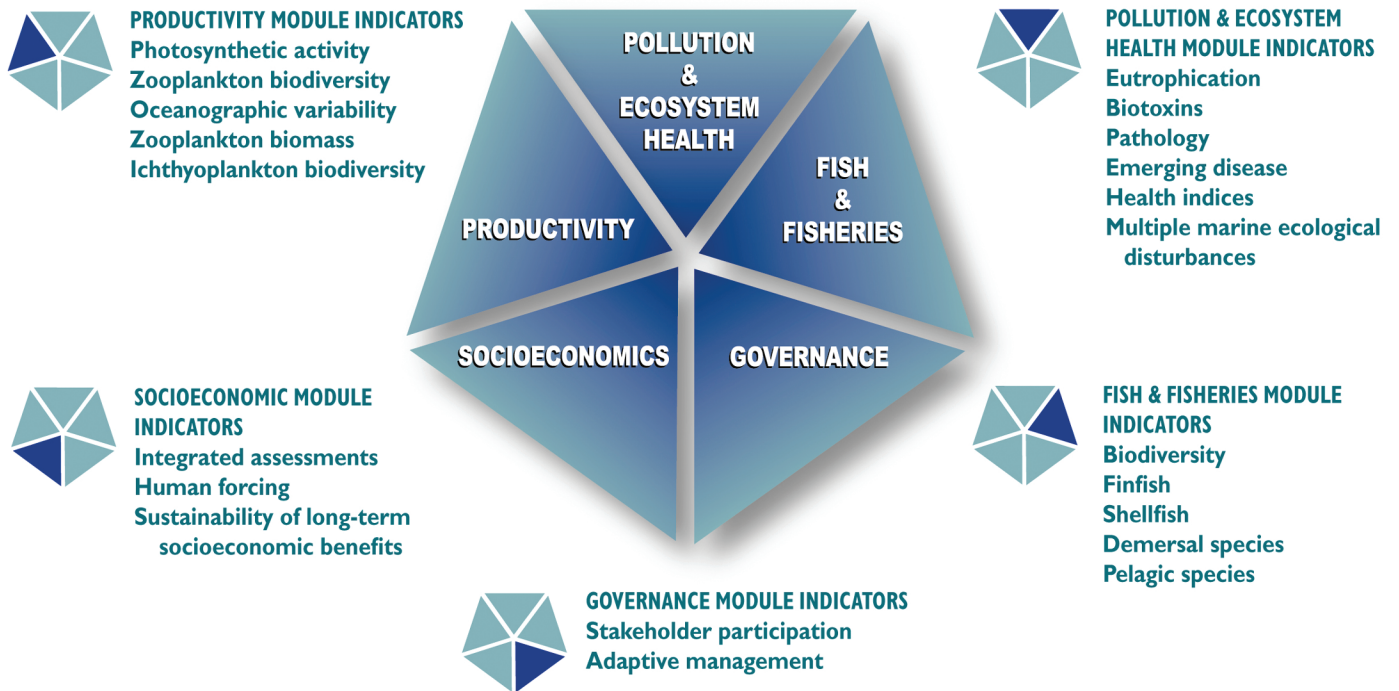 PRODUCTIVITY MODULE INDICATORS
Photosynthetic activity
Zooplankton biodiversity
Oceanographic variability
Zooplankton biomass
Ichthyoplankton biodiversity
POLLUTION
&
ECOSYSTEM
HEALTH
FISH
&
FISHERIES
PRODUCTIVITY
SOCIOECONOMICS
GOVERNANCE
POLLUTION & ECOSYSTEM
HEALTH MODULE INDICATORS
Eutrophication
Biotoxins
Pathology
Emerging disease
Health indices
Multiple marine ecological
disturbances
SOCIOECONOMIC MODULE
INDICATORS
Integrated assessments
Human forcing
Sustainability of long-term
socioeconomic benefits
FISH & FISHERIES MODULE
INDICATORS
Biodiversity
Finfish
Shellfish
Demersal species
Pelagic species
GOVERNANCE MODULE INDICATORS
Stakeholder participation
Adaptive management